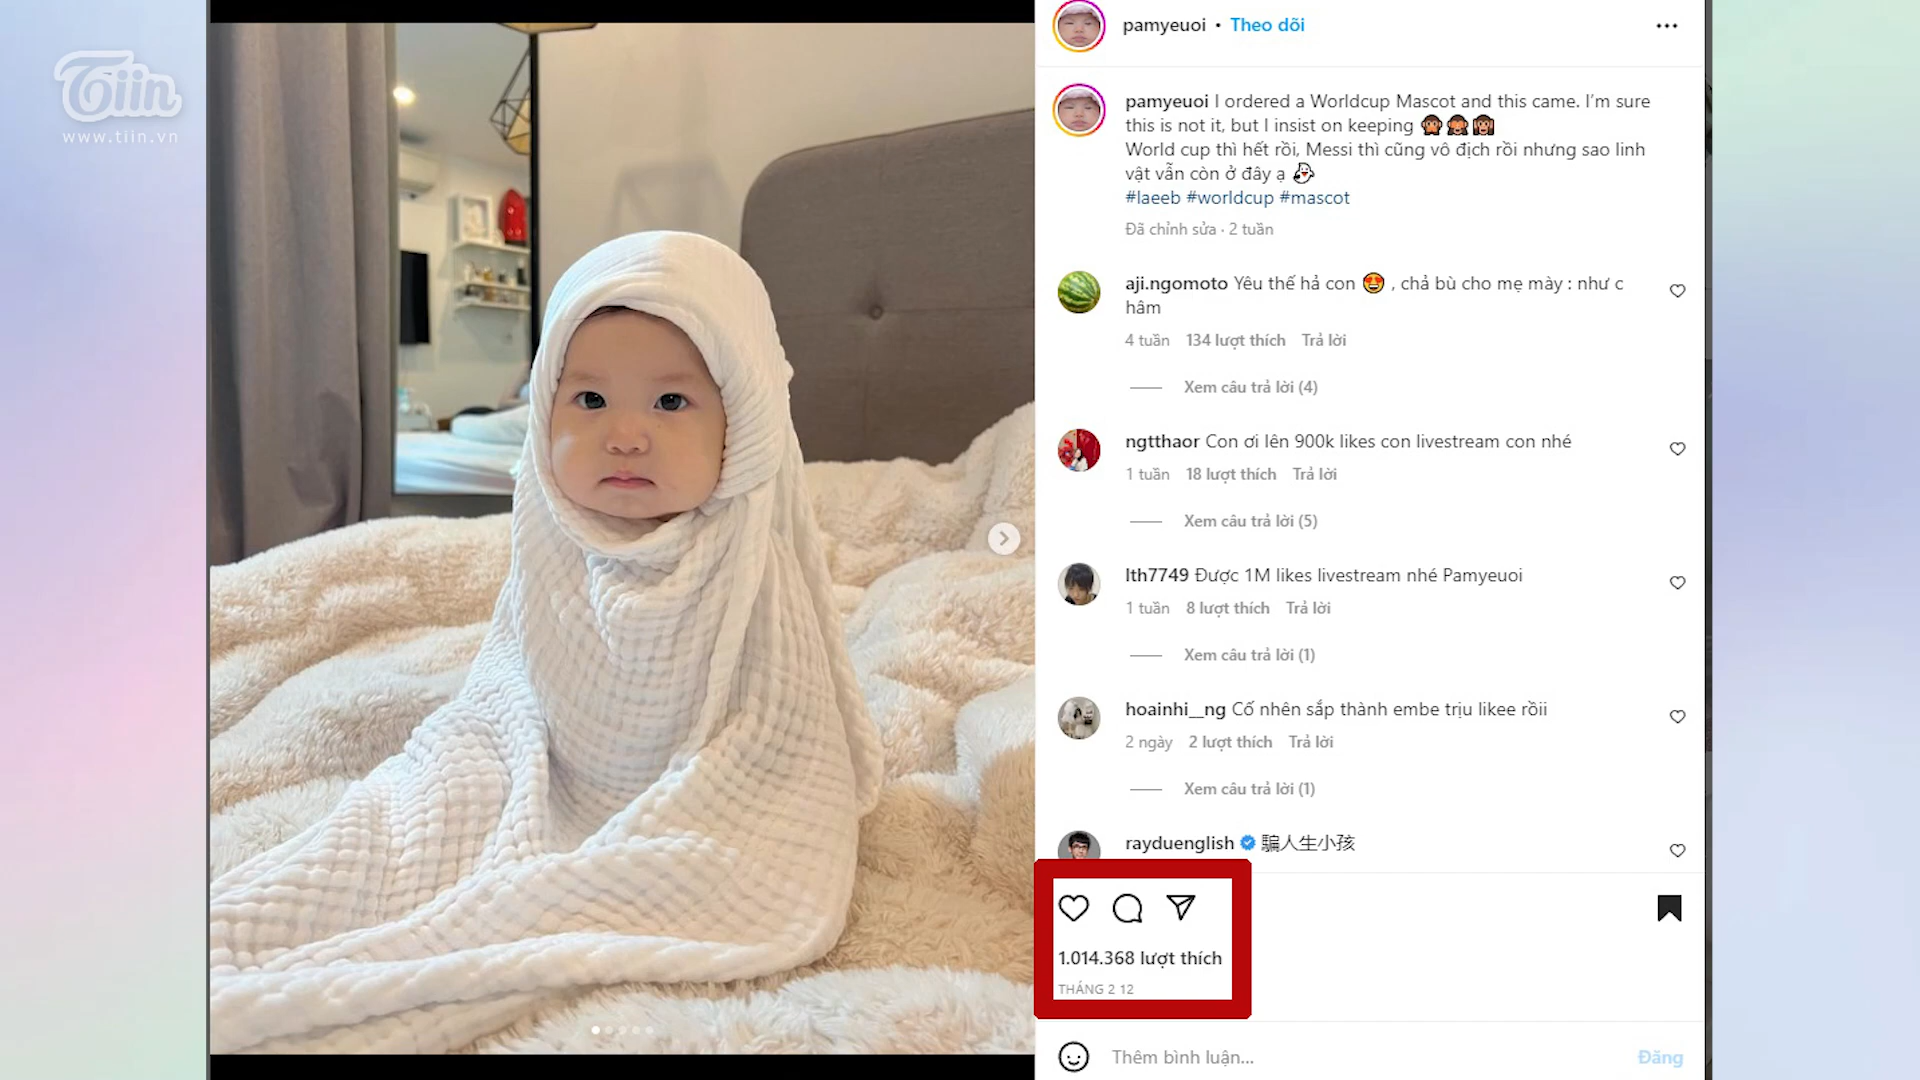 Tiin
www.tiin.vn
pamyeuoi • Theo dõi
pamyeuoi I ordered a Worldcup Mascot and this came. I’m sure
this is not it, but I insist on keeping 🙊🙈🙉
World cup thì hết rồi, Messi thì cũng vô địch rồi nhưng sao linh
vật vẫn còn ở đây ạ 👻
#laeeb #worldcup #mascot
Đã chỉnh sửa · 2 tuần
aji.ngomoto Yêu thế hả con 😍 , chả bù cho mẹ mày : như c
hâm
4 tuần 134 lượt thích Trả lời
Xem câu trả lời (4)
ngtthaor Con ơi lên 900k likes con livestream con nhé
1 tuần 18 lượt thích Trả lời
Xem câu trả lời (5)
lth7749 Được 1M likes livestream nhé Pamyeuoi
1 tuần 8 lượt thích Trả lời
Xem câu trả lời (1)
hoainhi__ng Cố nhên sắp thành embe trịu likee rồii
2 ngày 2 lượt thích Trả lời
Xem câu trả lời (1)
rayduenglish 騙人生小孩
1.014.368 lượt thích
THÁNG 2 12
Thêm bình luận... Đăng